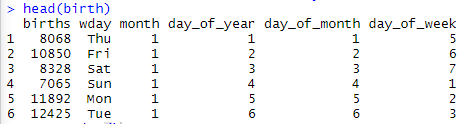 > head(birth)
births wday month day_of_year day_of_month day_of_week
1 8068 Thu 1 1 1 5
2 10850 Fri 1 2 2 6
3 8328 Sat 1 3 3 7
4 7065 Sun 1 4 4 1
5 11892 Mon 1 5 5 2
6 12425 Tue 1 6 6 3